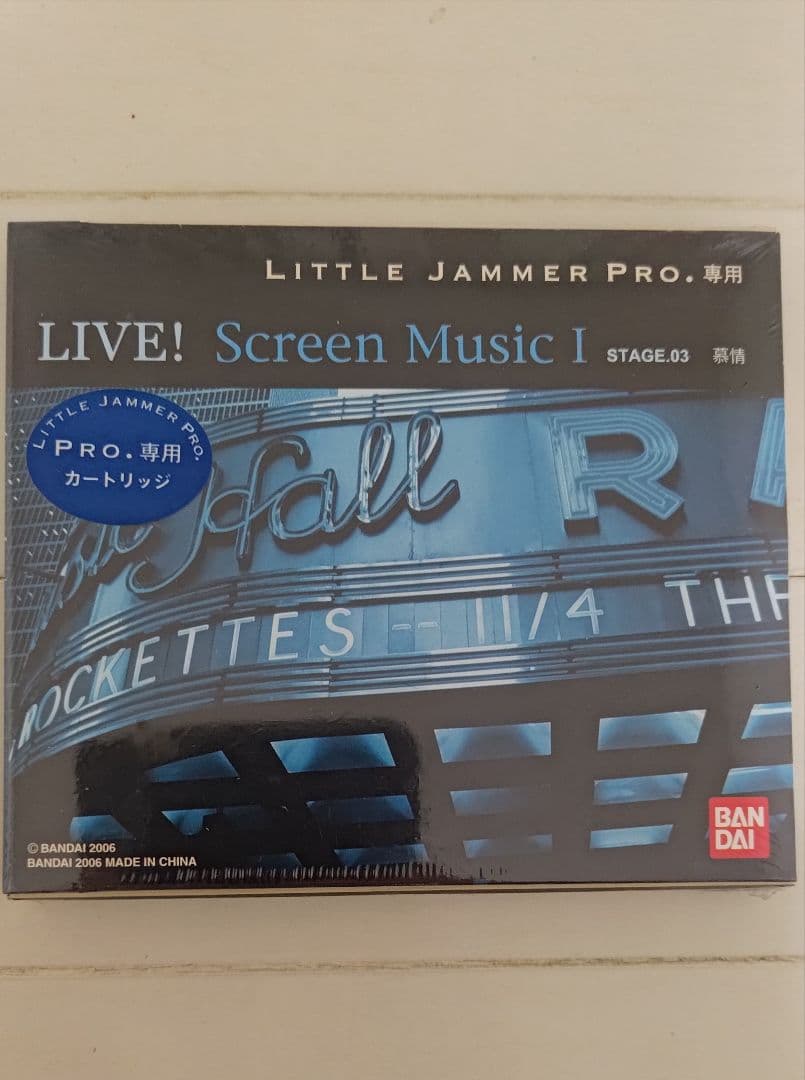 LITTLE JAMMER PRO. 専用
LIVE! Screen Music I STAGE.03 慕情
LITTLE JAMMER PRO.
PRO. 専用
カートリッジ
Hall R
ROCKETTES -- 11/4 THR
© BANDAI 2006
BANDAI 2006 MADE IN CHINA
BAN
DAI